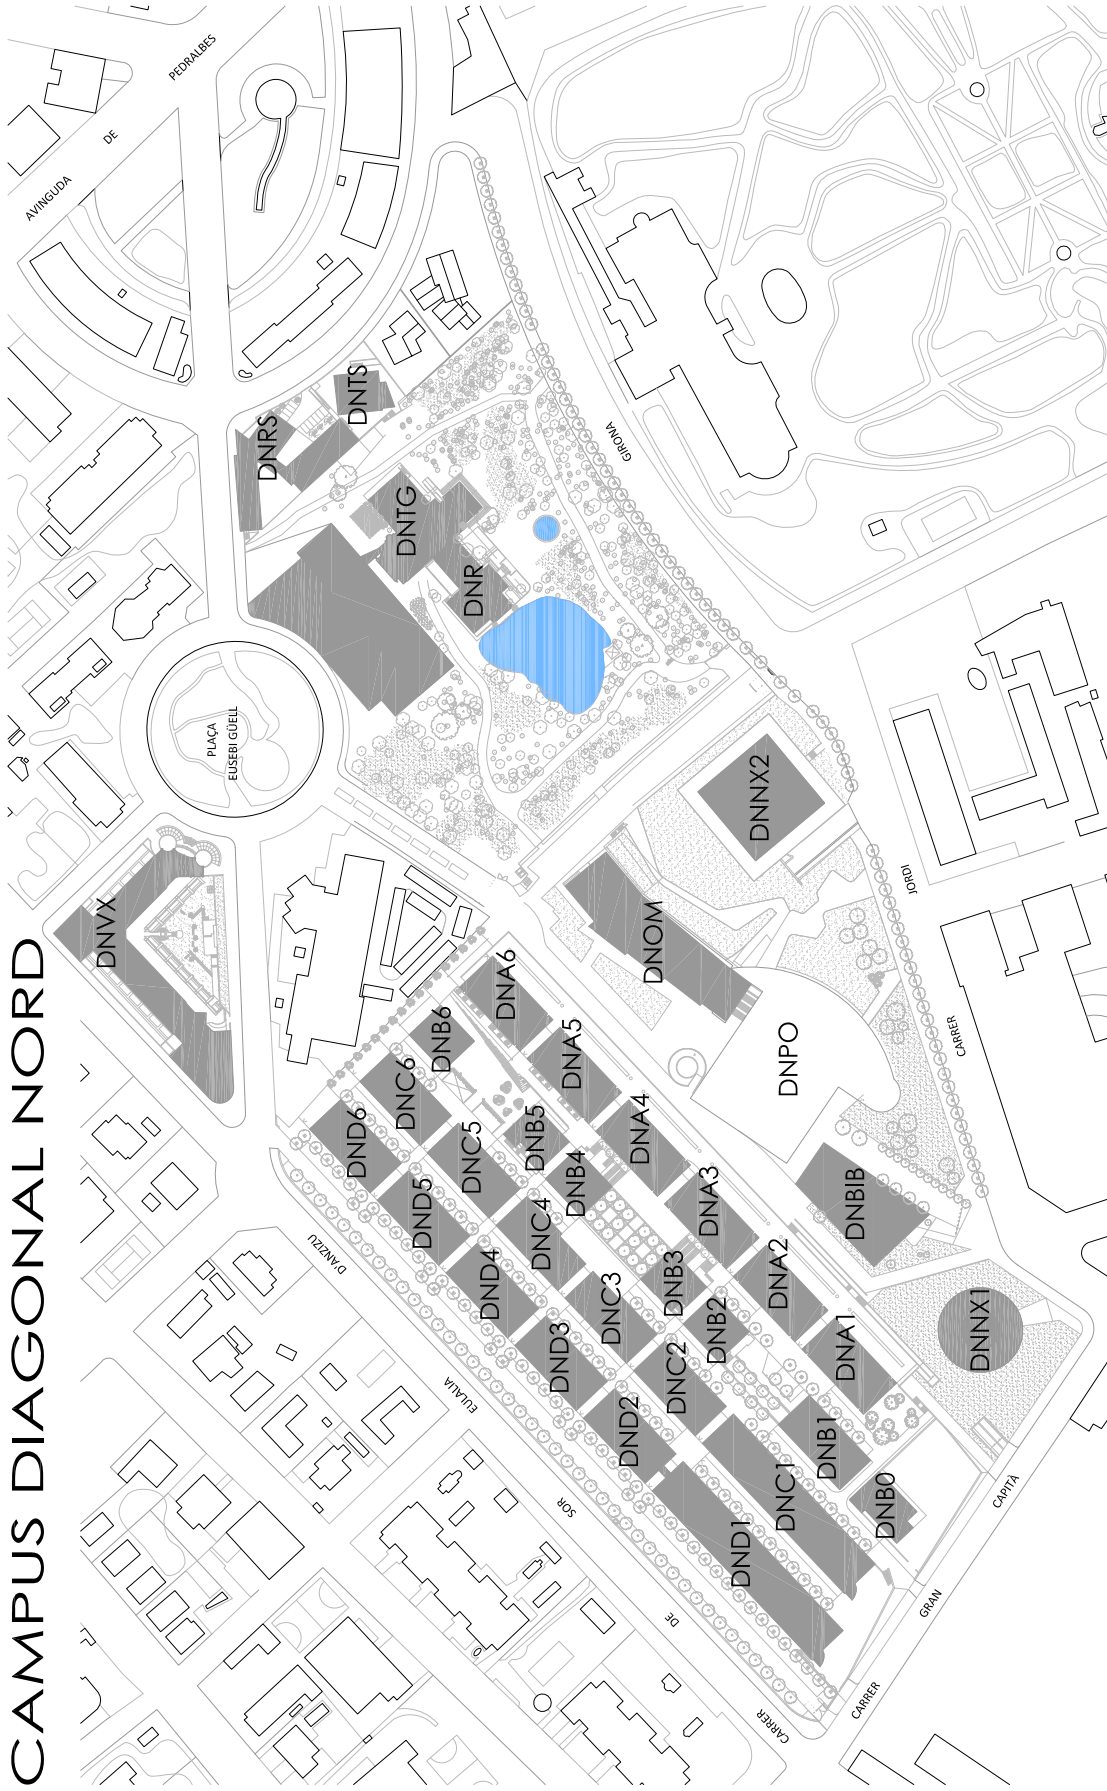 CAMPUS DIAGONAL NORD
AVINGUDA
DE
PEDRALBES
DNTS
DNRS
DNTG
DNR
GIRONA
PLAÇA
EUSEBI GÜELL
DNNX2
DNVX
DNOM
JORDI
CARRER
DNPO
DNA6
DNB6
DNA5
DNC6
DNB5
DNA4
DND6
DNC5
DNB4
DNA3
DND5
DNC4
DNB3
DNA2
DNBIB
DND4
DNC3
DNB2
DNA1
DNNX1
DND3
DNC2
DNB1
DND2
DNC1
DNB0
DND1
D'ANZIZU
EULALIA
SOR
DE
CARRER
CAPITÀ
GRAN
CARRER